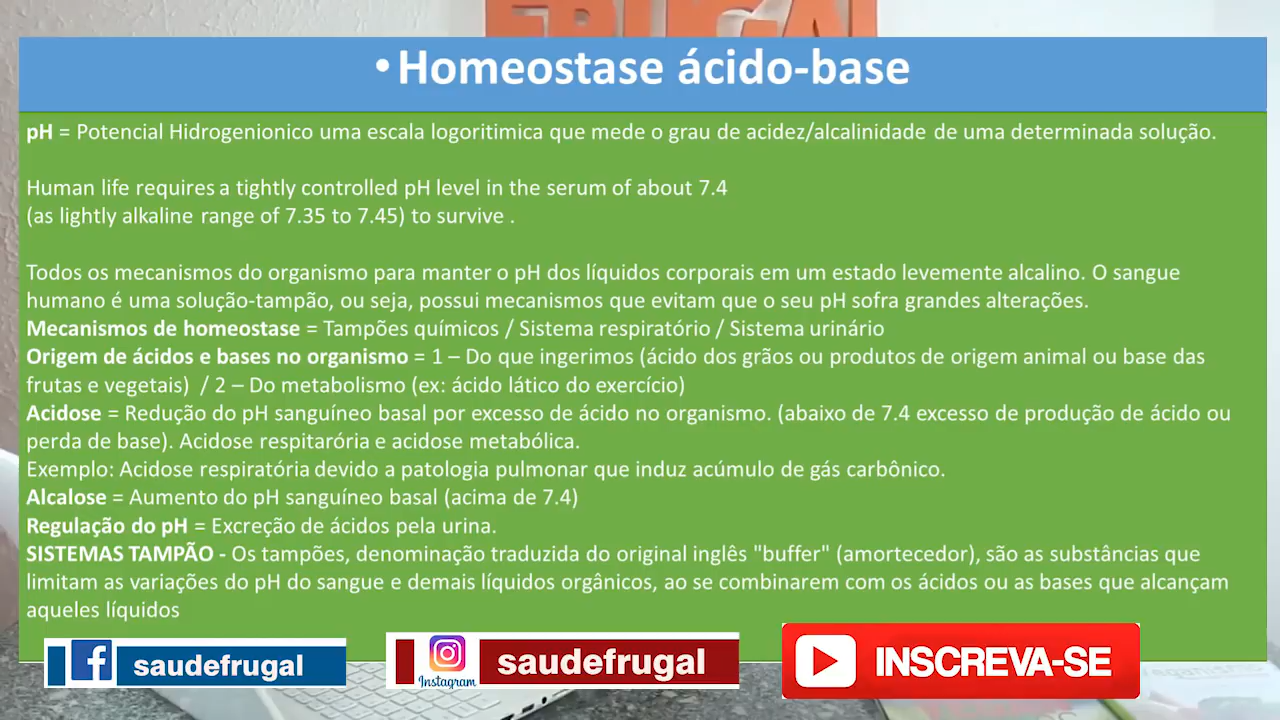 FRUGAL
•Homeostase ácido-base
pH = Potencial Hidrogenionico uma escala logoritimica que mede o grau de acidez/alcalinidade de uma determinada solução.
Human life requires a tightly controlled pH level in the serum of about 7.4
(as lightly alkaline range of 7.35 to 7.45) to survive .
Todos os mecanismos do organismo para manter o pH dos líquidos corporais em um estado levemente alcalino. O sangue
humano é uma solução-tampão, ou seja, possui mecanismos que evitam que o seu pH sofra grandes alterações.
Mecanismos de homeostase = Tampões químicos / Sistema respiratório / Sistema urinário
Origem de ácidos e bases no organismo = 1 – Do que ingerimos (ácido dos grãos ou produtos de origem animal ou base das
frutas e vegetais) / 2 – Do metabolismo (ex: ácido lático do exercício)
Acidose = Redução do pH sanguíneo basal por excesso de ácido no organismo. (abaixo de 7.4 excesso de produção de ácido ou
perda de base). Acidose respitarória e acidose metabólica.
Exemplo: Acidose respiratória devido a patologia pulmonar que induz acúmulo de gás carbônico.
Alcalose = Aumento do pH sanguíneo basal (acima de 7.4)
Regulação do pH = Excreção de ácidos pela urina.
SISTEMAS TAMPÃO - Os tampões, denominação traduzida do original inglês "buffer" (amortecedor), são as substâncias que
limitam as variações do pH do sangue e demais líquidos orgânicos, ao se combinarem com os ácidos ou as bases que alcançam
aqueles líquidos
saudefrugal
Instagram
saudefrugal
INSCREVA-SE